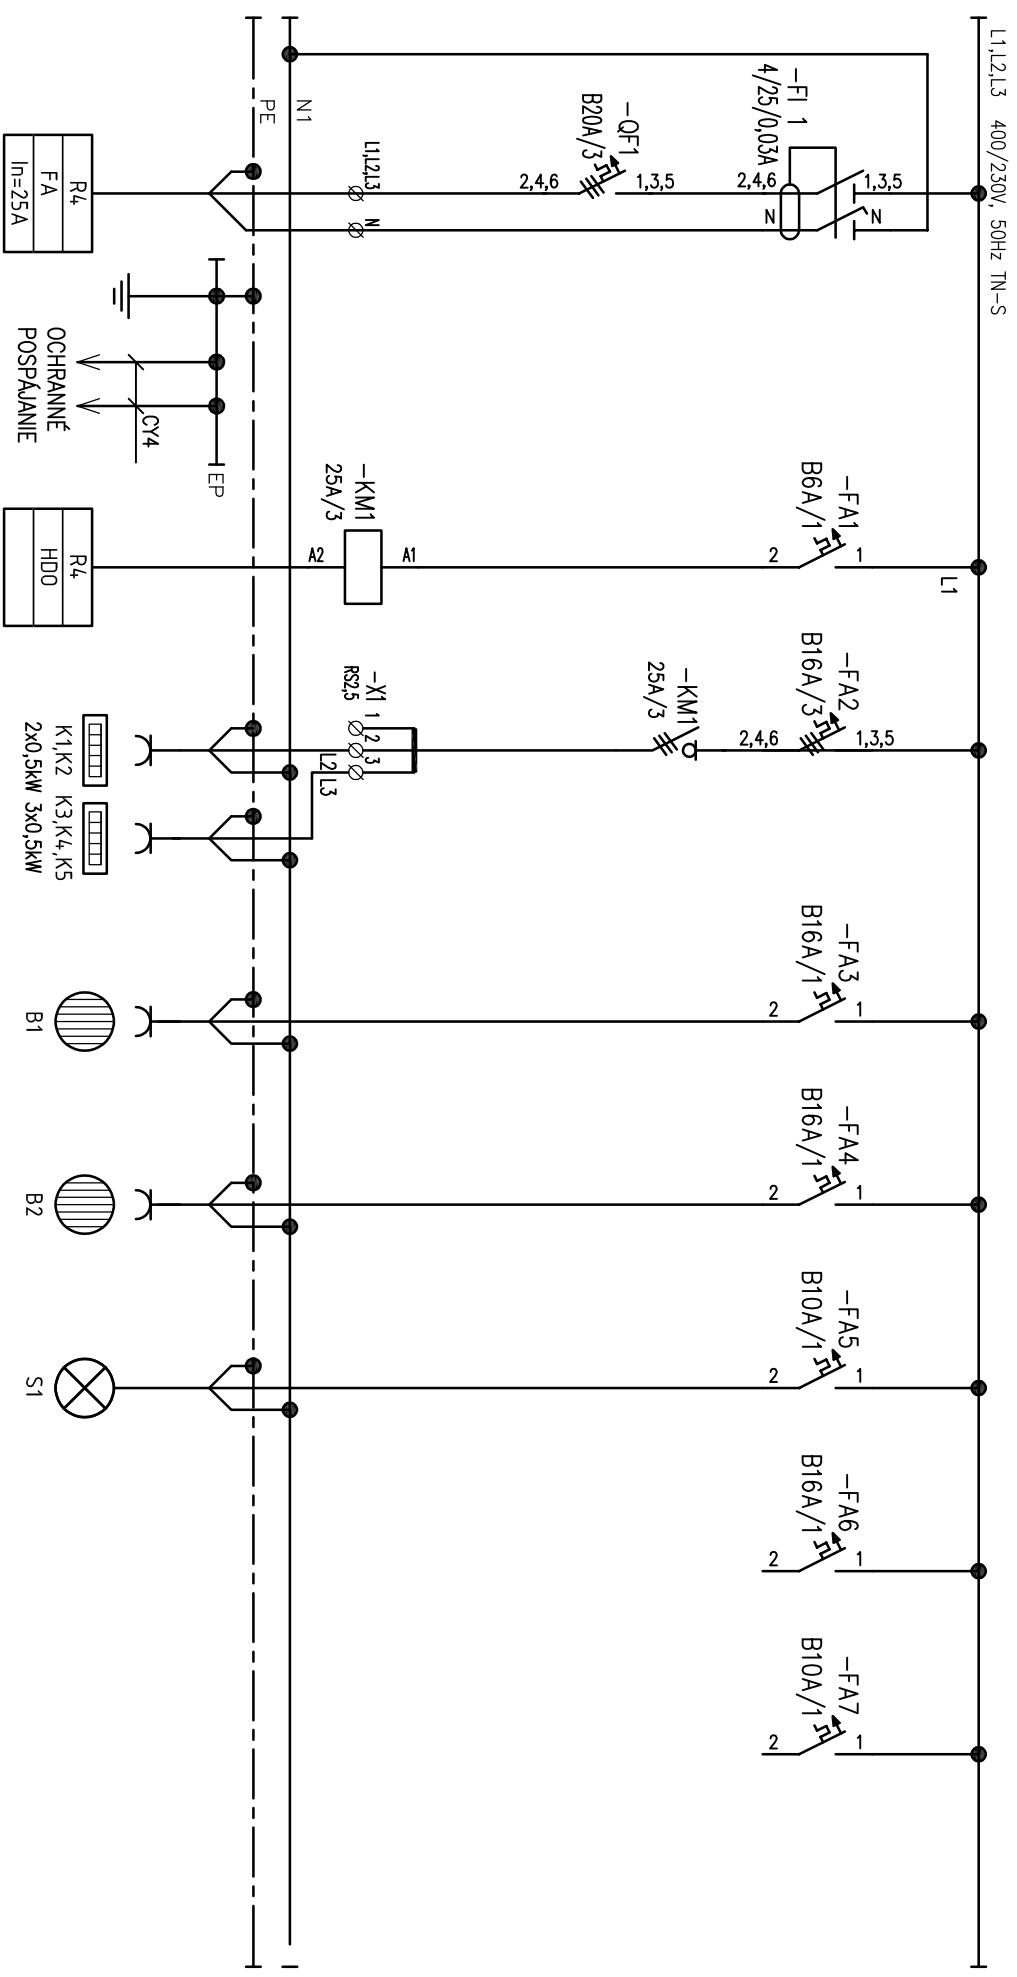 L1,L2,L3 400/230V, 50Hz TN-S
N1
PE
-FI 1
4/25/0,03A
1,3,5
N
2,4,6
N
-QF1
B20A/3
1,3,5
2,4,6
L1,L2,L3
N
R4
FA
In=25A
EP
CY4
OCHRANNÉ
POSPÁJANIE
L1
-FA1
B6A/1
1
2
-KM1
25A/3
A1
A2
R4
HDO
-FA2
B16A/3
1,3,5
2,4,6
-KM1
25A/3
-X1
RS2,5
1
2
3
L2
L3
K1,K2
2x0,5kW
K3,K4,K5
3x0,5kW
-FA3
B16A/1
1
2
B1
-FA4
B16A/1
1
2
B2
-FA5
B10A/1
1
2
S1
-FA6
B16A/1
1
2
-FA7
B10A/1
1
2